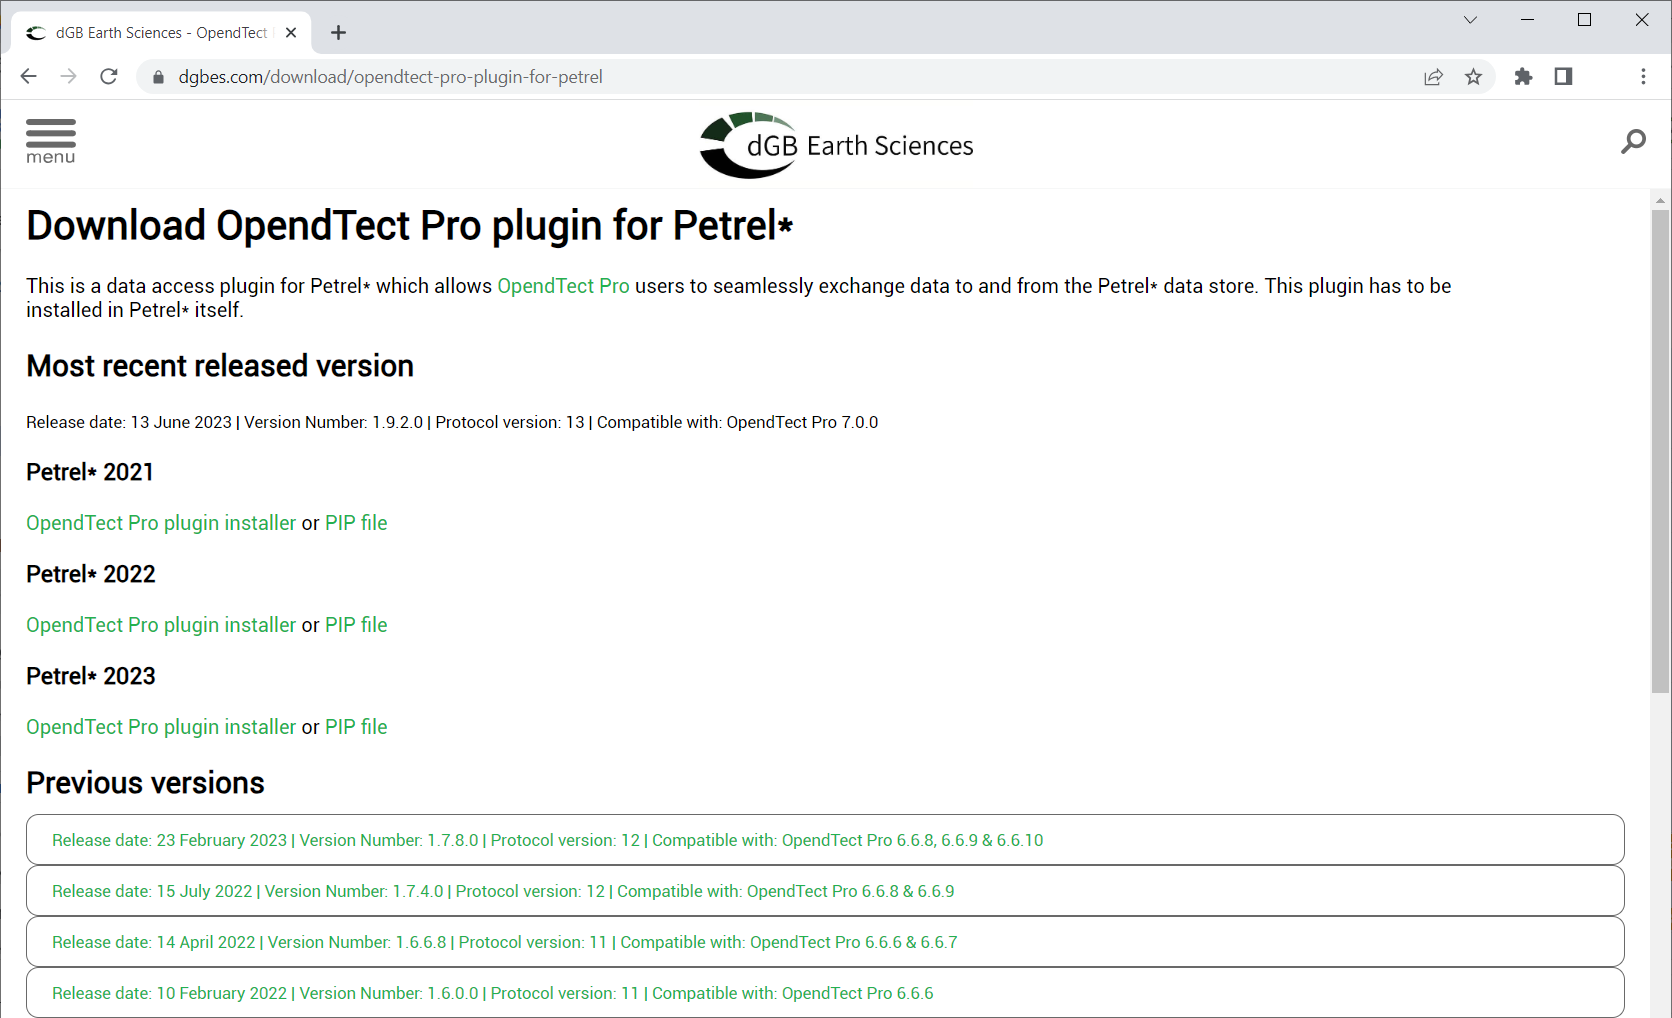 dGB Earth Sciences - OpendTect
dgbes.com/download/opendtect-pro-plugin-for-petrel
menu
dGB Earth Sciences
Download OpendTect Pro plugin for Petrel*
This is a data access plugin for Petrel* which allows OpendTect Pro users to seamlessly exchange data to and from the Petrel* data store. This plugin has to be
installed in Petrel* itself.
Most recent released version
Release date: 13 June 2023 | Version Number: 1.9.2.0 | Protocol version: 13 | Compatible with: OpendTect Pro 7.0.0
Petrel* 2021
OpendTect Pro plugin installer or PIP file
Petrel* 2022
OpendTect Pro plugin installer or PIP file
Petrel* 2023
OpendTect Pro plugin installer or PIP file
Previous versions
Release date: 23 February 2023 | Version Number: 1.7.8.0 | Protocol version: 12 | Compatible with: OpendTect Pro 6.6.8, 6.6.9 & 6.6.10
Release date: 15 July 2022 | Version Number: 1.7.4.0 | Protocol version: 12 | Compatible with: OpendTect Pro 6.6.8 & 6.6.9
Release date: 14 April 2022 | Version Number: 1.6.6.8 | Protocol version: 11 | Compatible with: OpendTect Pro 6.6.6 & 6.6.7
Release date: 10 February 2022 | Version Number: 1.6.0.0 | Protocol version: 11 | Compatible with: OpendTect Pro 6.6.6